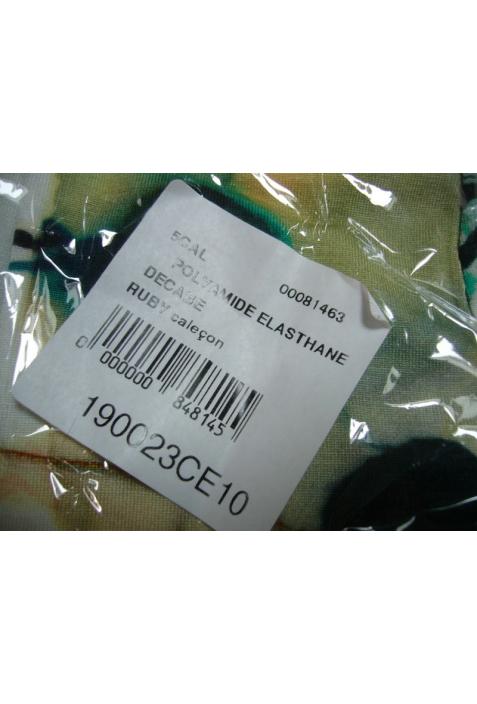 5CAL 00081463
POLYAMIDE ELASTHANE
DECABE
RUBY caleçon
0 000000 848145
190023CE10